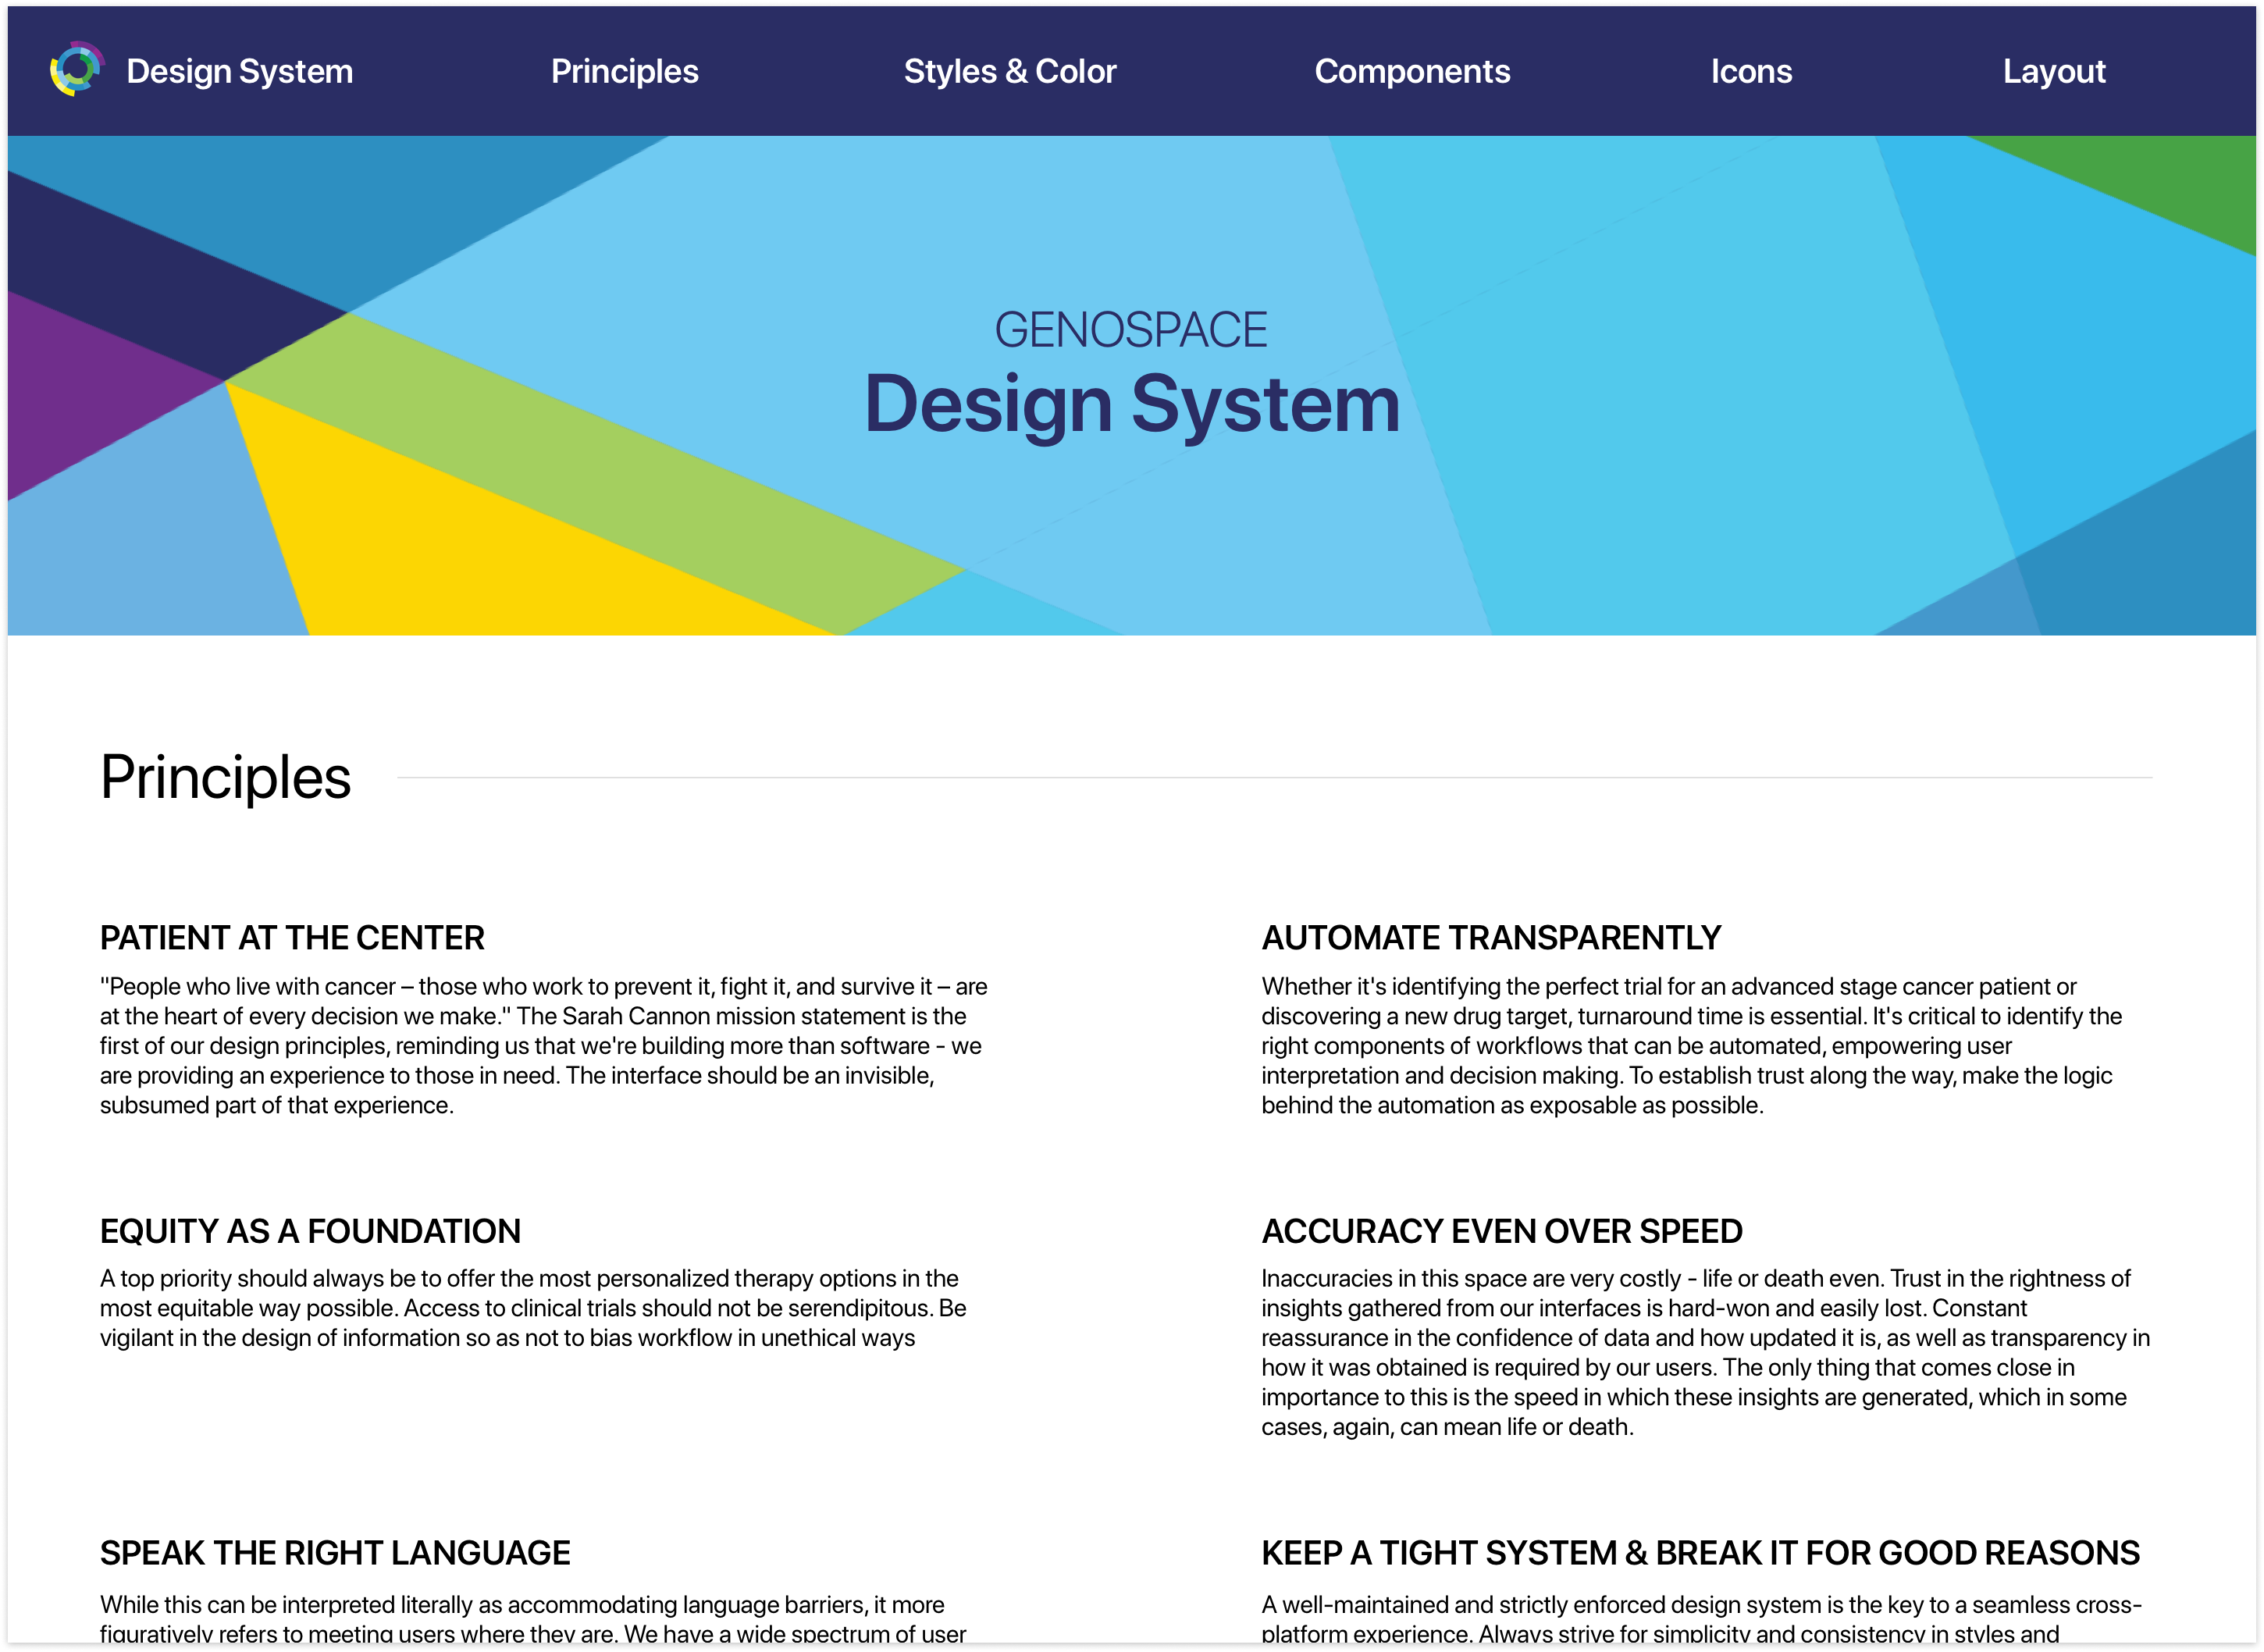 Design System
Principles
Styles & Color
Components
Icons
Layout
GENOSPACE
Design System
Principles
PATIENT AT THE CENTER
"People who live with cancer – those who work to prevent it, fight it, and survive it – are
at the heart of every decision we make." The Sarah Cannon mission statement is the
first of our design principles, reminding us that we're building more than software - we
are providing an experience to those in need. The interface should be an invisible,
subsumed part of that experience.
AUTOMATE TRANSPARENTLY
Whether it's identifying the perfect trial for an advanced stage cancer patient or
discovering a new drug target, turnaround time is essential. It's critical to identify the
right components of workflows that can be automated, empowering user
interpretation and decision making. To establish trust along the way, make the logic
behind the automation as exposable as possible.
EQUITY AS A FOUNDATION
A top priority should always be to offer the most personalized therapy options in the
most equitable way possible. Access to clinical trials should not be serendipitous. Be
vigilant in the design of information so as not to bias workflow in unethical ways
ACCURACY EVEN OVER SPEED
Inaccuracies in this space are very costly - life or death even. Trust in the rightness of
insights gathered from our interfaces is hard-won and easily lost. Constant
reassurance in the confidence of data and how updated it is, as well as transparency in
how it was obtained is required by our users. The only thing that comes close in
importance to this is the speed in which these insights are generated, which in some
cases, again, can mean life or death.
SPEAK THE RIGHT LANGUAGE
While this can be interpreted literally as accommodating language barriers, it more
figuratively refers to meeting users where they are. We have a wide spectrum of user
KEEP A TIGHT SYSTEM & BREAK IT FOR GOOD REASONS
A well-maintained and strictly enforced design system is the key to a seamless cross-
platform experience. Always strive for simplicity and consistency in styles and